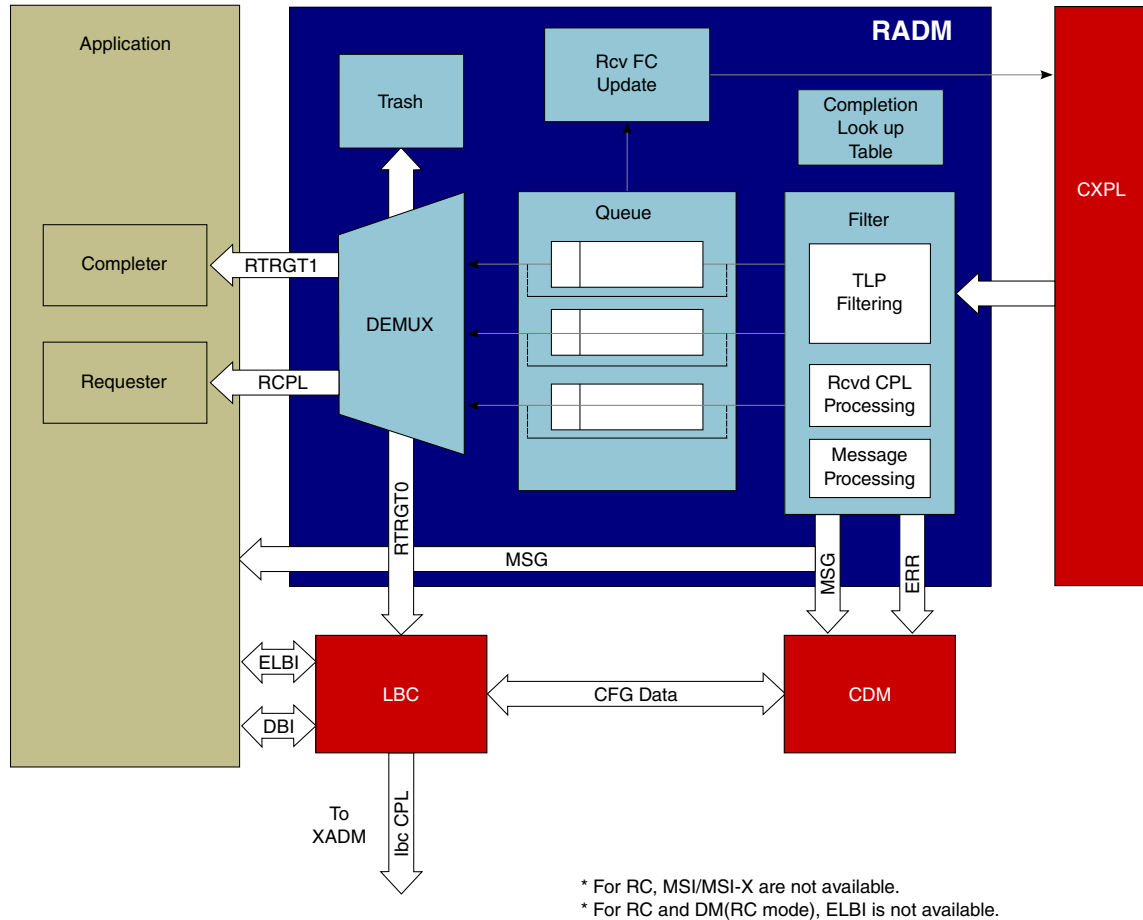 Application
RADM
Rcv FC
Update
Trash
Completion
Look up
Table
CXPL
Queue
Filter
Completer
RTRGT1
TLP
Filtering
DEMUX
Requester
RCPL
Rcvd CPL
Processing
Message
Processing
RTRGT0
MSG
MSG
ERR
ELBI
LBC
CFG Data
CDM
DBI
To
XADM
lbc CPL
* For RC, MSI/MSI-X are not available.
* For RC and DM(RC mode), ELBI is not available.